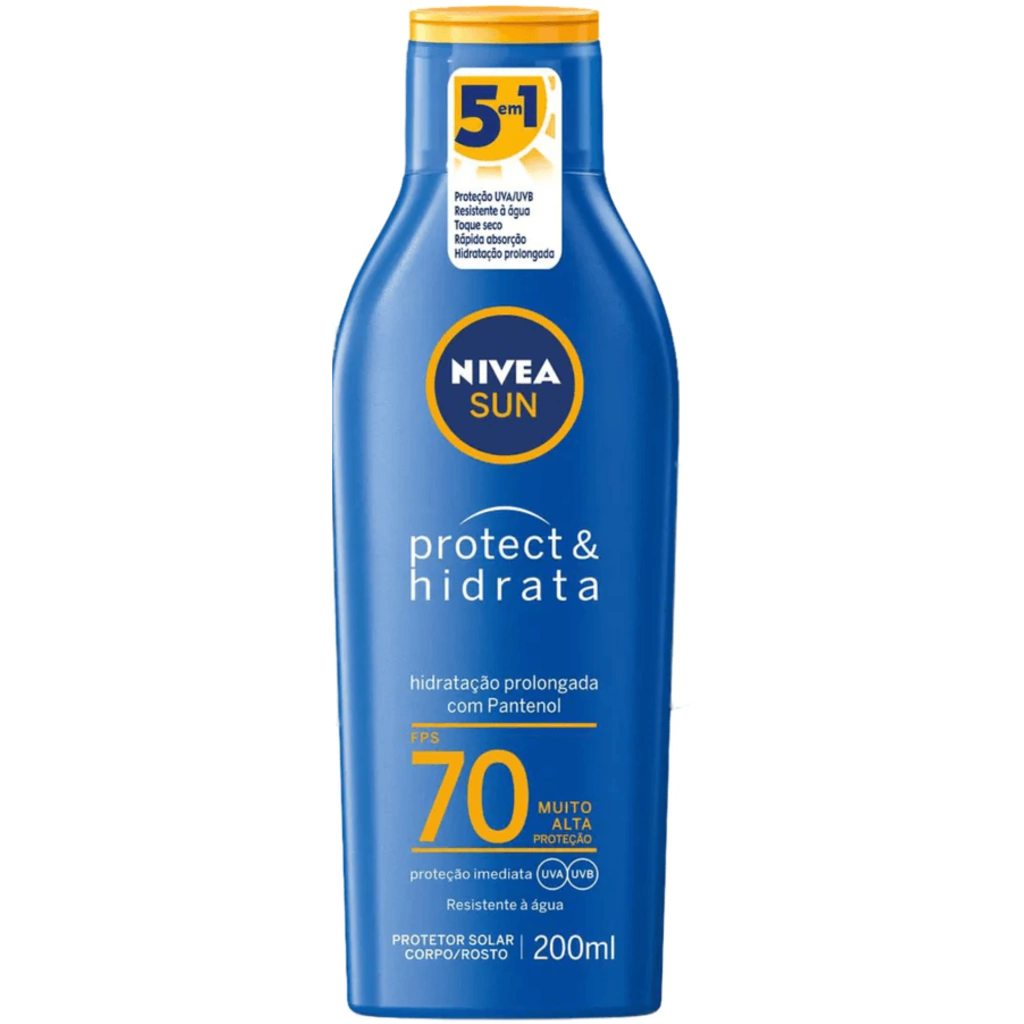 5 em 1
Proteção UVA/UVB
Resistente à água
Toque seco
Rápida absorção
Hidratação prolongada
NIVEA
SUN
protect &
hidrata
hidratação prolongada
com Pantenol
FPS
70
MUITO
ALTA
PROTEÇÃO
proteção imediata UVA UVB
Resistente à água
PROTETOR SOLAR
CORPO/ROSTO
200ml